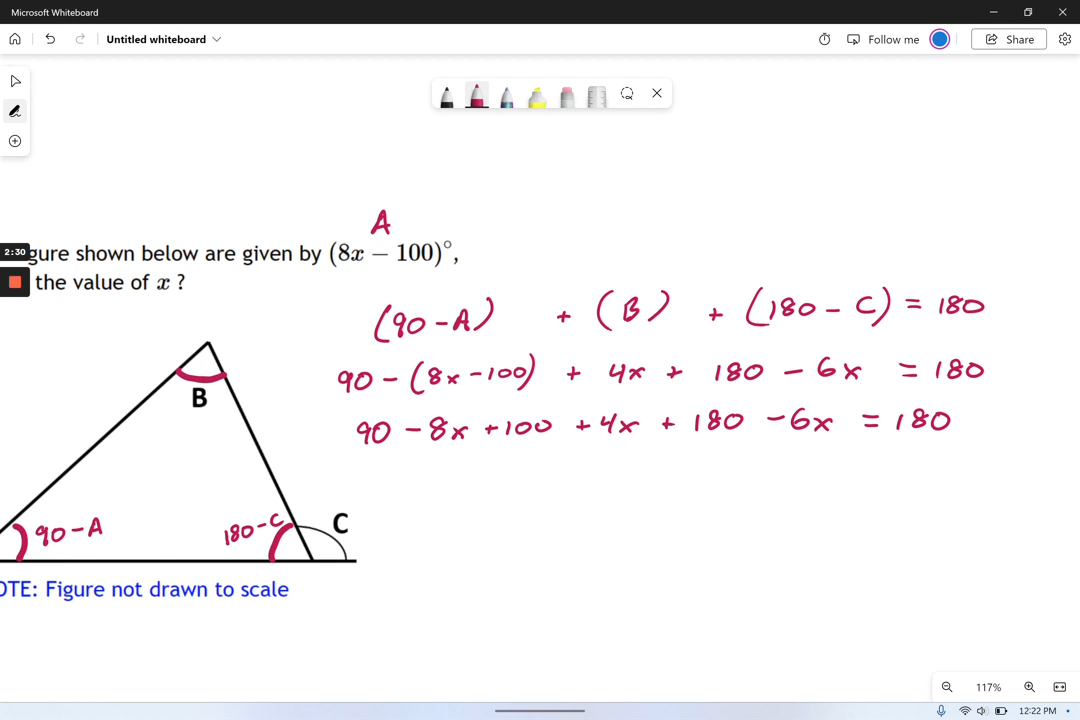 Microsoft Whiteboard
Untitled whiteboard
Follow me
Share
A
gure shown below are given by (8x − 100)°,
2:30
the value of x ?
(90 - A) + (B) + (180 - C) = 180
90 - (8x - 100) + 4x + 180 - 6x = 180
90 - 8x + 100 + 4x + 180 - 6x = 180
B
90 - A
180 - C
C
OTE: Figure not drawn to scale
117%
12:22 PM